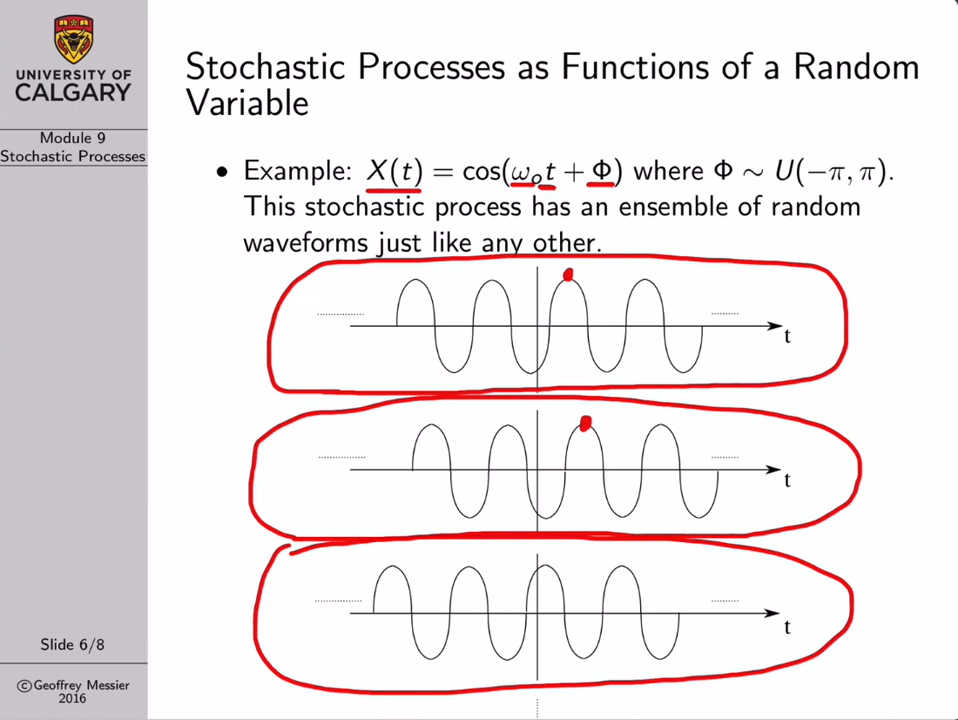 UNIVERSITY OF
CALGARY
Module 9
Stochastic Processes
Stochastic Processes as Functions of a Random
Variable
• Example: X(t) = cos(ω₀t + Φ) where Φ ∼ U(−π, π).
This stochastic process has an ensemble of random
waveforms just like any other.
t
t
t
Slide 6/8
©Geoffrey Messier
2016